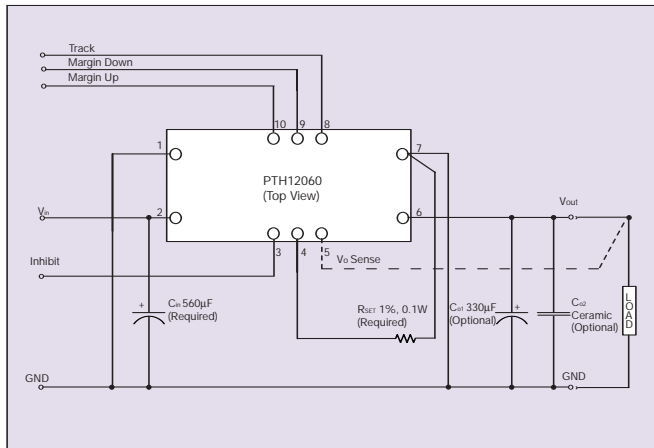 Track
Margin Down
Margin Up
10 9 8
1
7
PTH12060
(Top View)
Vin
2
6
Vout
3 4 5
Inhibit
Vo Sense
+
Cin 560µF
(Required)
RSET 1%, 0.1W
(Required)
Co1 330µF
(Optional)
+
Co2
Ceramic
(Optional)
LOAD
GND
GND